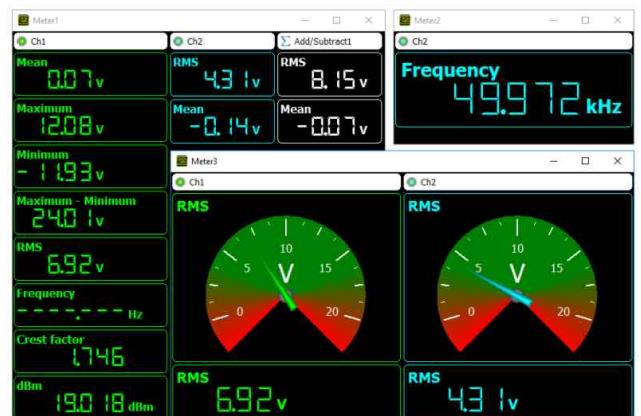 Meter1
Ch1
Ch2
Add/Subtract1
Mean
0.07 v
Maximum
12.08 v
Minimum
-11.93 v
Maximum - Minimum
24.01 v
RMS
6.92 v
Frequency
----.--- Hz
Crest factor
1.746
dBm
19.018 dBm
RMS
4.31 v
Mean
-0.14 v
RMS
8.15 v
Mean
-0.07 v
Meter2
Ch2
Frequency
49.972 kHz
Meter3
Ch1
Ch2
RMS
0
5
10
15
20
V
RMS
6.92 v
RMS
0
5
10
15
20
V
RMS
4.31 v